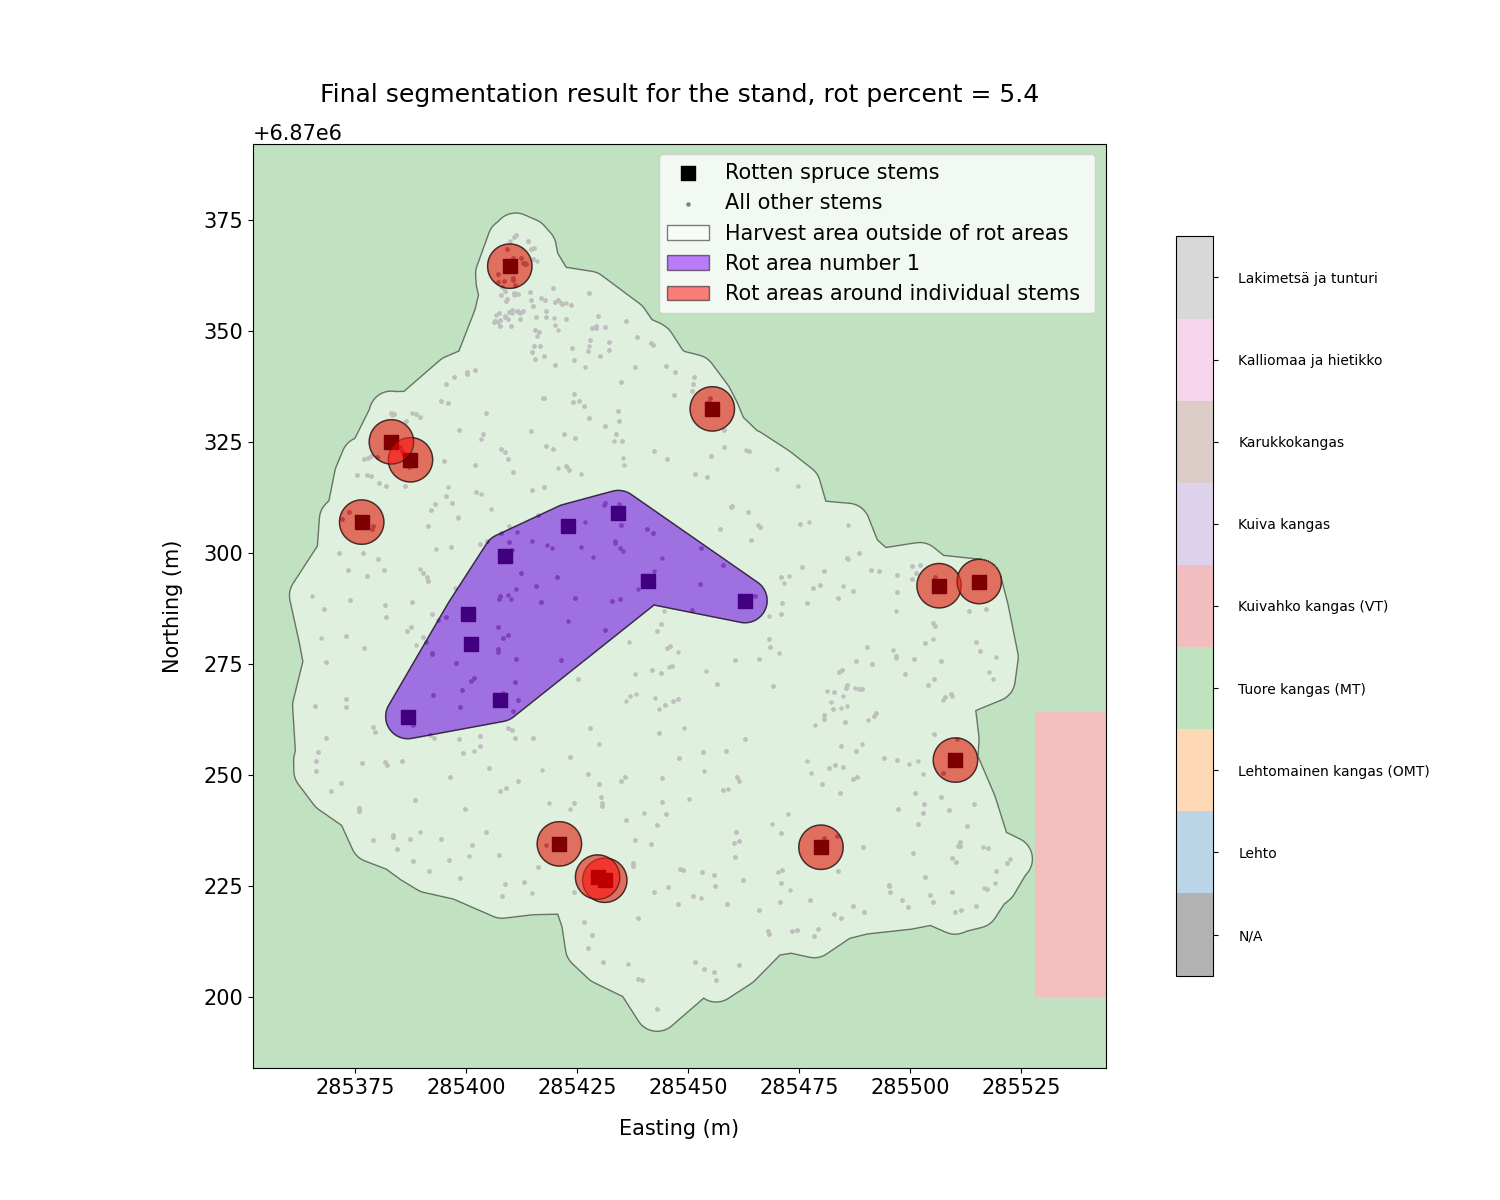 Final segmentation result for the stand, rot percent = 5.4
+6.87e6
Rotten spruce stems
All other stems
Harvest area outside of rot areas
Rot area number 1
Rot areas around individual stems
375
350
325
300
275
250
225
200
Northing (m)
285375 285400 285425 285450 285475 285500 285525
Easting (m)
Lakimetsä ja tunturi
Kalliomaa ja hietikko
Karukkokangas
Kuiva kangas
Kuivahko kangas (VT)
Tuore kangas (MT)
Lehtomainen kangas (OMT)
Lehto
N/A